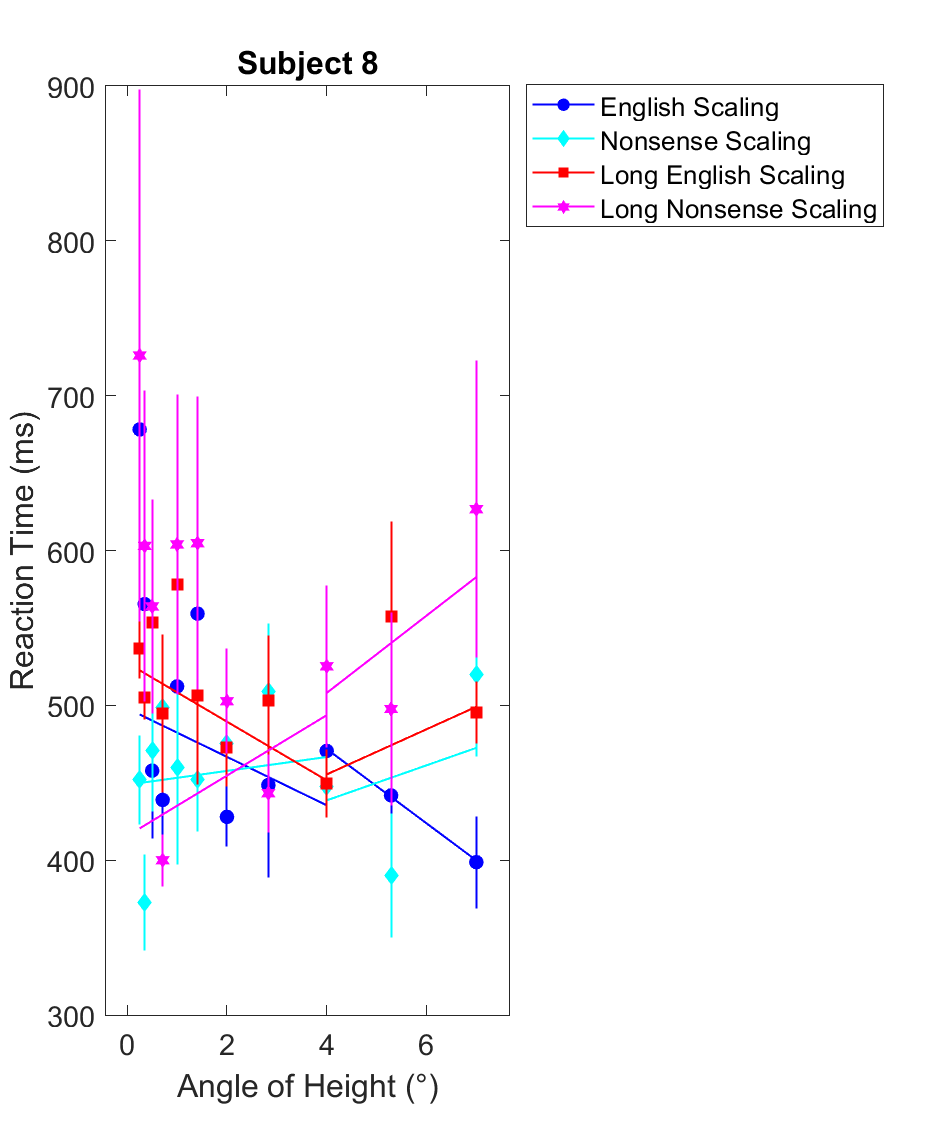 Subject 8
900
800
700
600
500
400
300
0 2 4 6
Reaction Time (ms)
Angle of Height (°)
English Scaling
Nonsense Scaling
Long English Scaling
Long Nonsense Scaling